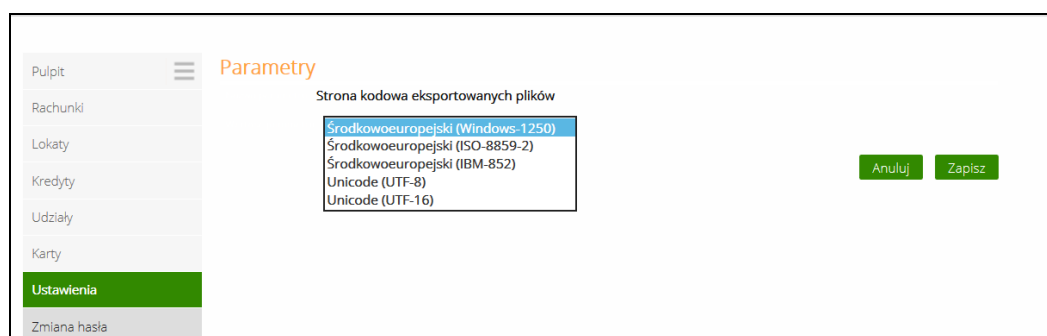 Pulpit
Rachunki
Lokaty
Kredyty
Udziały
Karty
Ustawienia
Zmiana hasła
Parametry
Strona kodowa eksportowanych plików
Środkowoeuropejski (Windows-1250)
Środkowoeuropejski (ISO-8859-2)
Środkowoeuropejski (IBM-852)
Unicode (UTF-8)
Unicode (UTF-16)
Anuluj Zapisz